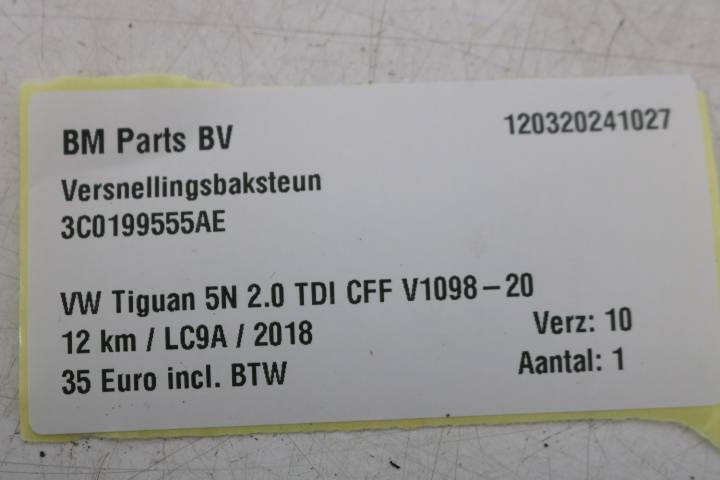 BM Parts BV 120320241027
Versnellingsbaksteun
3C0199555AE
VW Tiguan 5N 2.0 TDI CFF V1098-20
12 km / LC9A / 2018 Verz: 10
35 Euro incl. BTW Aantal: 1